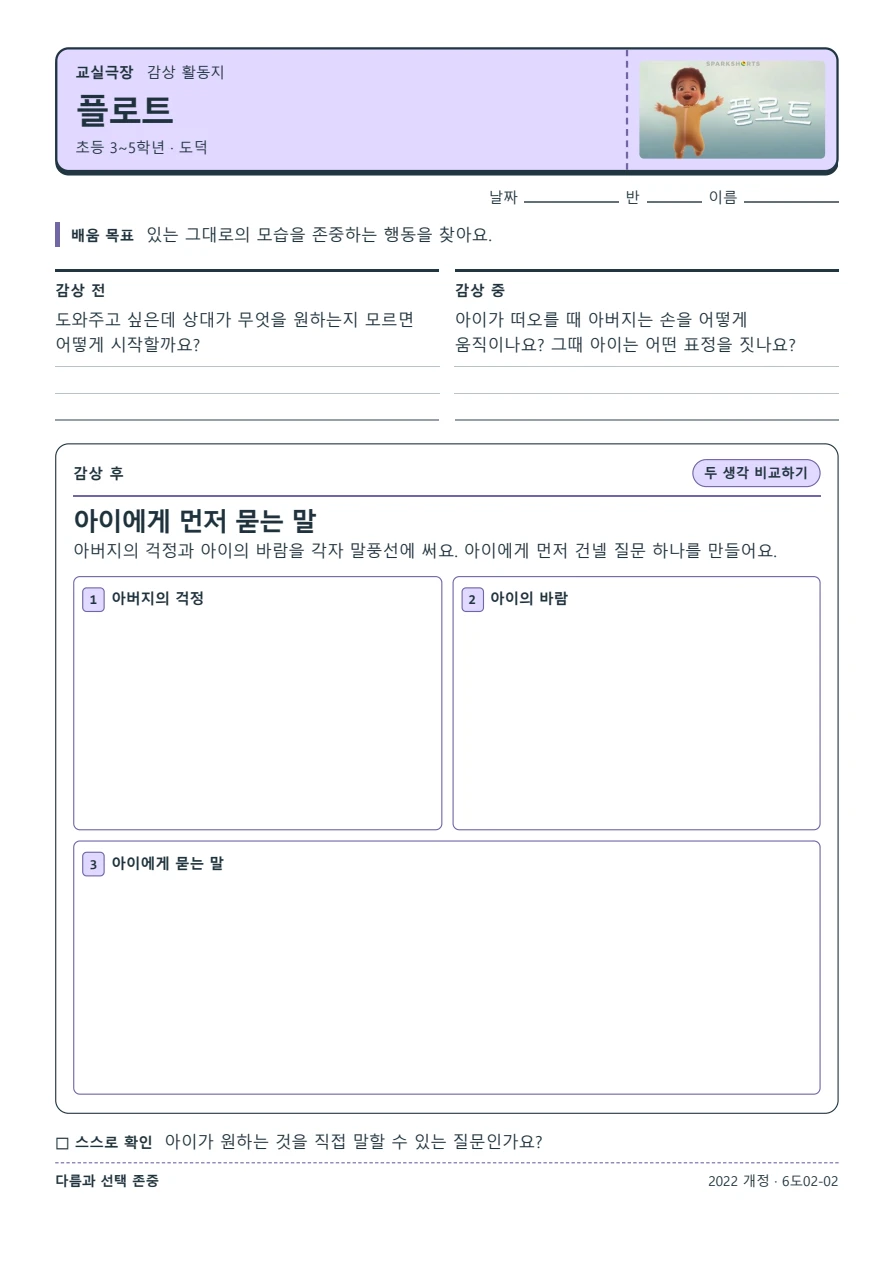 교실극장 감상 활동지
플로트
초등 3~5학년 · 도덕
SPARKSHORTS
플로트
날짜 반 이름
배움 목표 있는 그대로의 모습을 존중하는 행동을 찾아요.
감상 전
도와주고 싶은데 상대가 무엇을 원하는지 모르면
어떻게 시작할까요?
감상 중
아이가 떠오를 때 아버지는 손을 어떻게
움직이나요? 그때 아이는 어떤 표정을 짓나요?
감상 후
두 생각 비교하기
아이에게 먼저 묻는 말
아버지의 걱정과 아이의 바람을 각자 말풍선에 써요. 아이에게 먼저 건넬 질문 하나를 만들어요.
1 아버지의 걱정
2 아이의 바람
3 아이에게 묻는 말
스스로 확인 아이가 원하는 것을 직접 말할 수 있는 질문인가요?
다름과 선택 존중
2022 개정 · 6도02-02